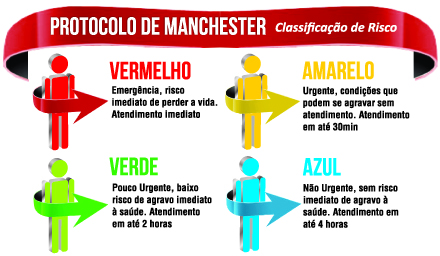 PROTOCOLO DE MANCHESTER Classificação de Risco
VERMELHO
Emergência, risco
imediato de perder a vida.
Atendimento imediato
AMARELO
Urgente, condições que
podem se agravar sem
atendimento. Atendimento
em até 30min
VERDE
Pouco Urgente, baixo
risco de agravo imediato
à saúde. Atendimento
em até 2 horas
AZUL
Não Urgente, sem risco
imediato de agravo à
saúde. Atendimento em
até 4 horas